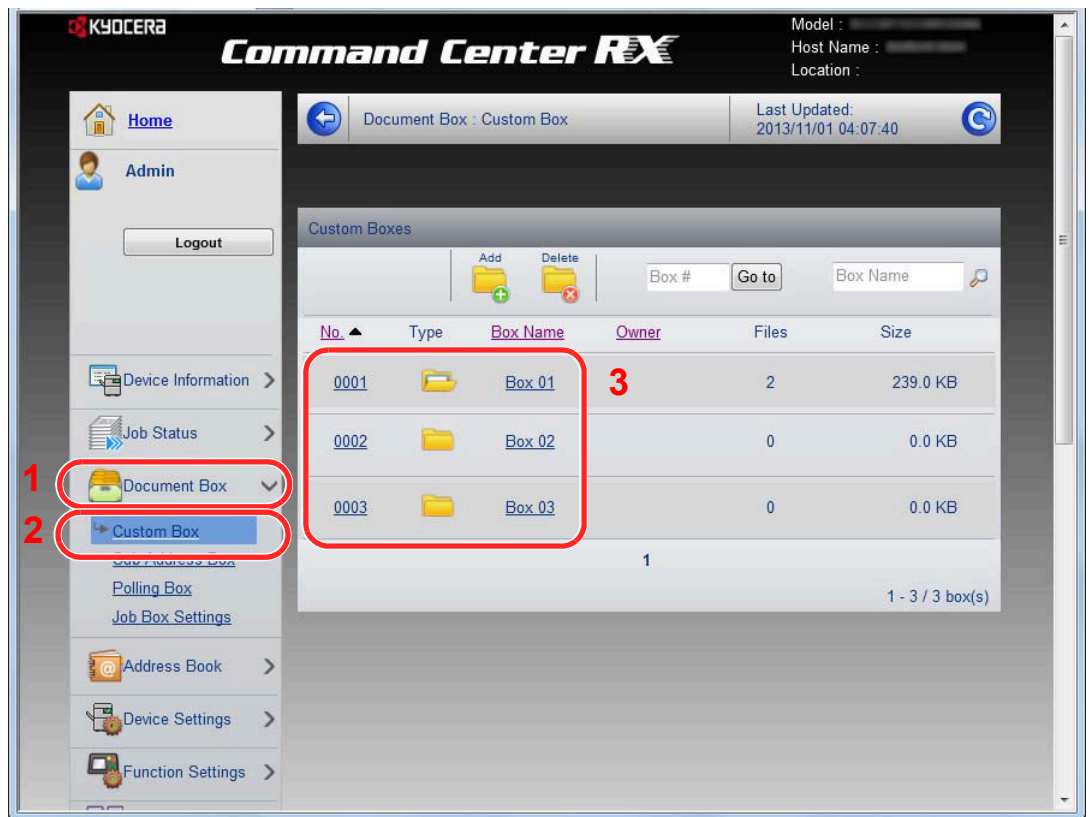 KYOCERA
Command Center RX
Model :
Host Name :
Location :
Home
Document Box : Custom Box
Last Updated:
2013/11/01 04:07:40
Admin
Logout
Custom Boxes
Add
Delete
Box #
Go to
Box Name
No.
Type
Box Name
Owner
Files
Size
0001
Box 01
3
2
239.0 KB
0002
Box 02
0
0.0 KB
0003
Box 03
0
0.0 KB
1
1 - 3 / 3 box(s)
Device Information
Job Status
1
Document Box
2
Custom Box
Sub Address Box
Polling Box
Job Box Settings
Address Book
Device Settings
Function Settings